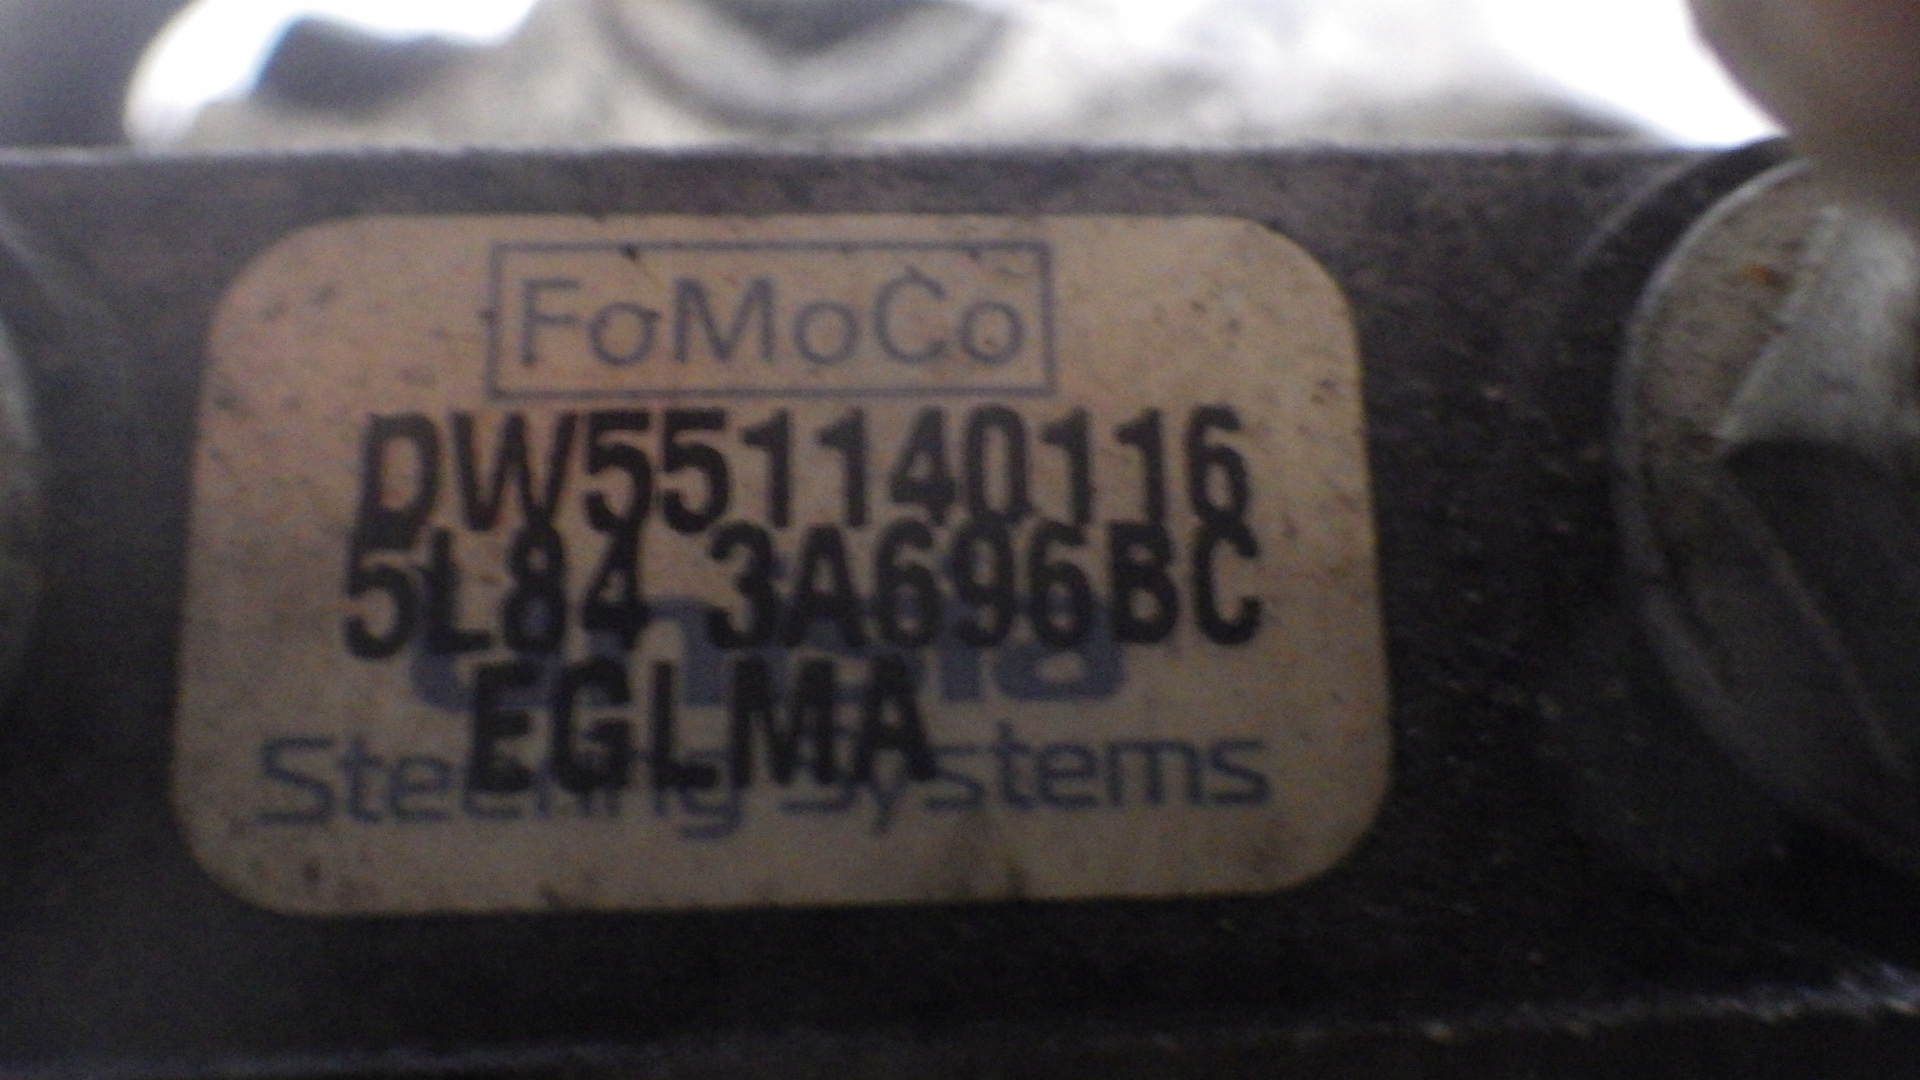 FoMoCo
DW551140116
5L84 3A696BC
EGLMA
Steering Systems